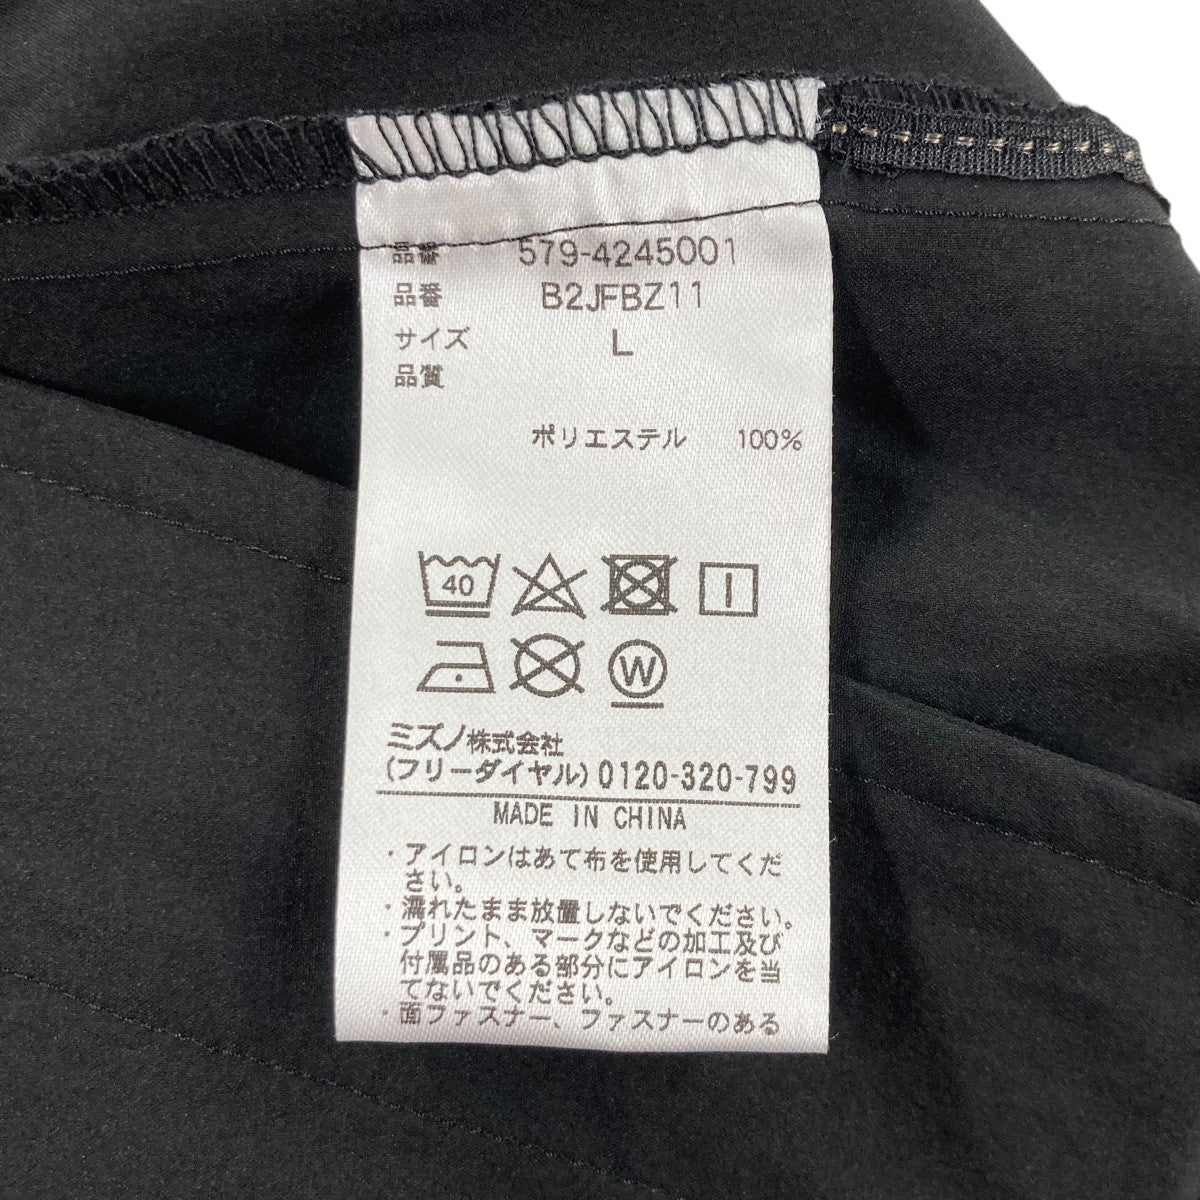 品番 579-4245001
品番 B2JFBZ11
サイズ L
品質
ポリエステル 100%
40
W
ミズノ株式会社
(フリーダイヤル)0120-320-799
MADE IN CHINA
・アイロンはあて布を使用してくだ
さい。
・濡れたまま放置しないでください。
・プリント、マークなどの加工及び
付属品のある部分にアイロンを当
てないでください。
・面ファスナー、ファスナーのある